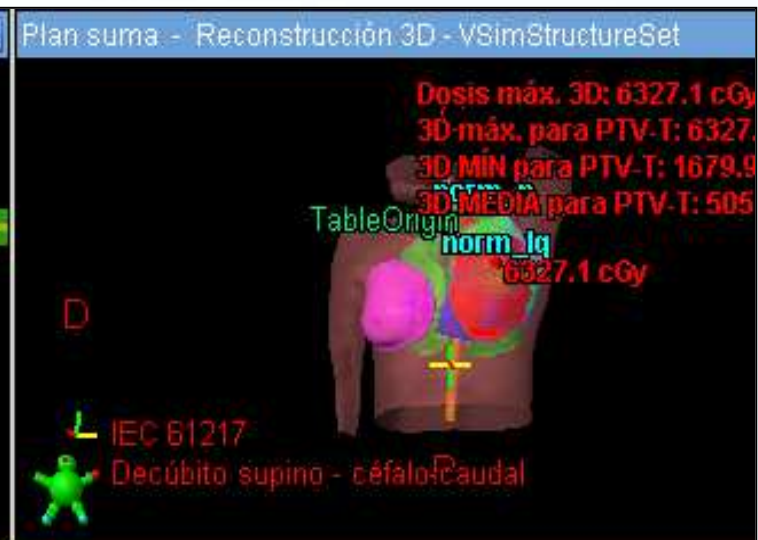 Plan suma - Reconstrucción 3D - VSimStructureSet
Dosis máx. 3D: 6327.1 cGy
3D máx. para PTV-T: 6327.
3D MÍN para PTV-T: 1679.9
3D MEDIA para PTV-T: 505
TableOrigin
norm_lq
6327.1 cGy
D
IEC 61217
Decúbito supino - céfalo-caudal